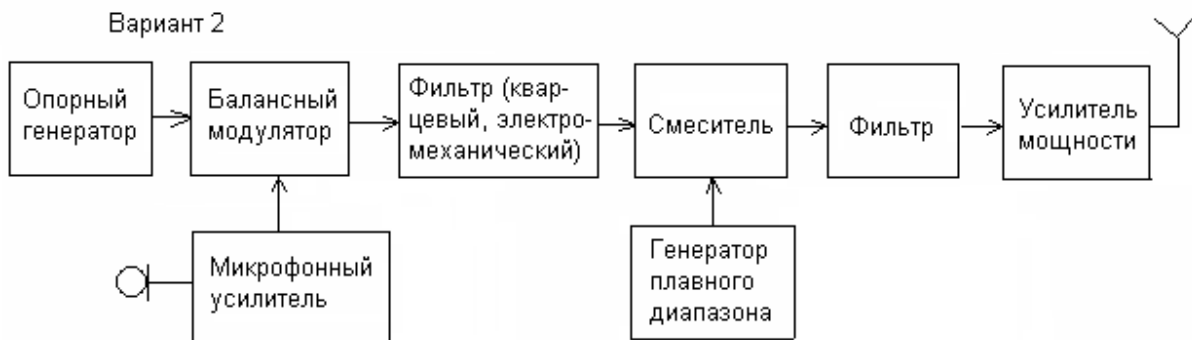 Вариант 2
Опорный
генератор
Балансный
модулятор
Фильтр (квар-
цевый, электро-
механический)
Смеситель
Фильтр
Усилитель
мощности
Микрофонный
усилитель
Генератор
плавного
диапазона